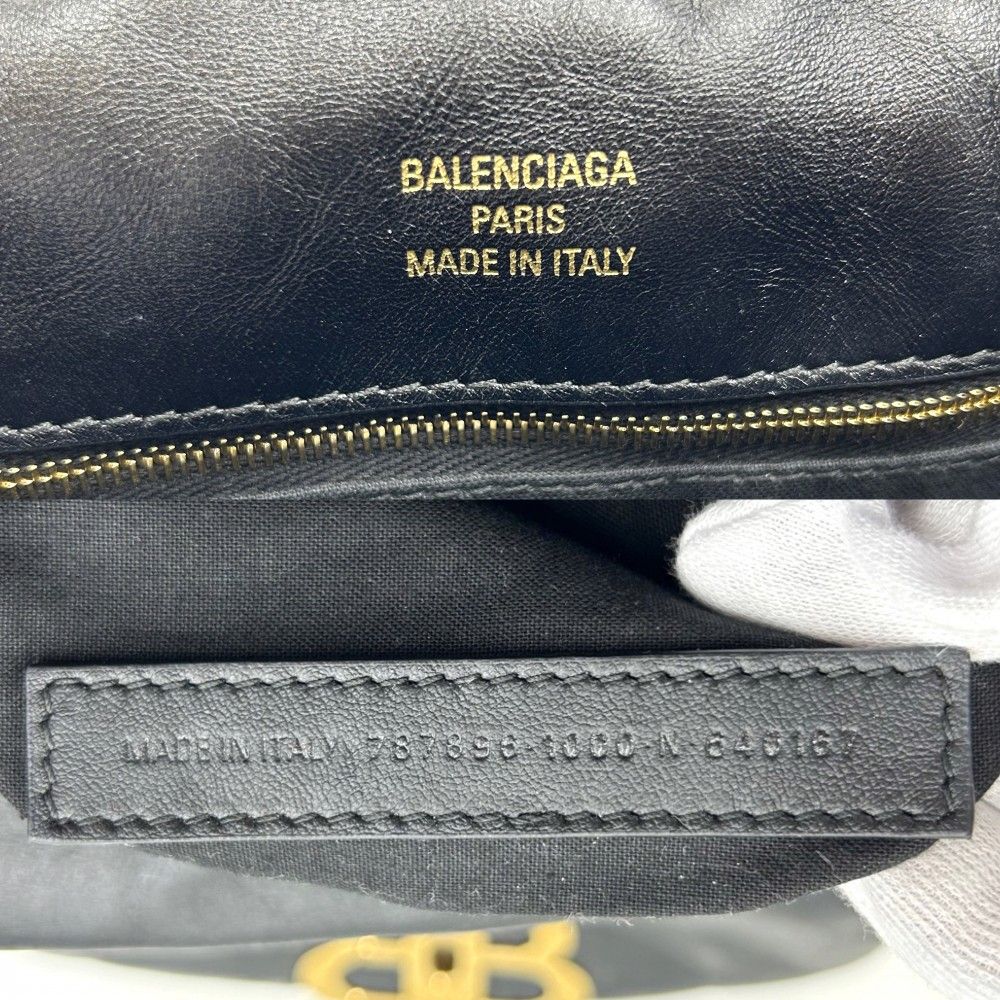 BALENCIAGA
PARIS
MADE IN ITALY
MADE IN ITALY 787896-1000-N-640167